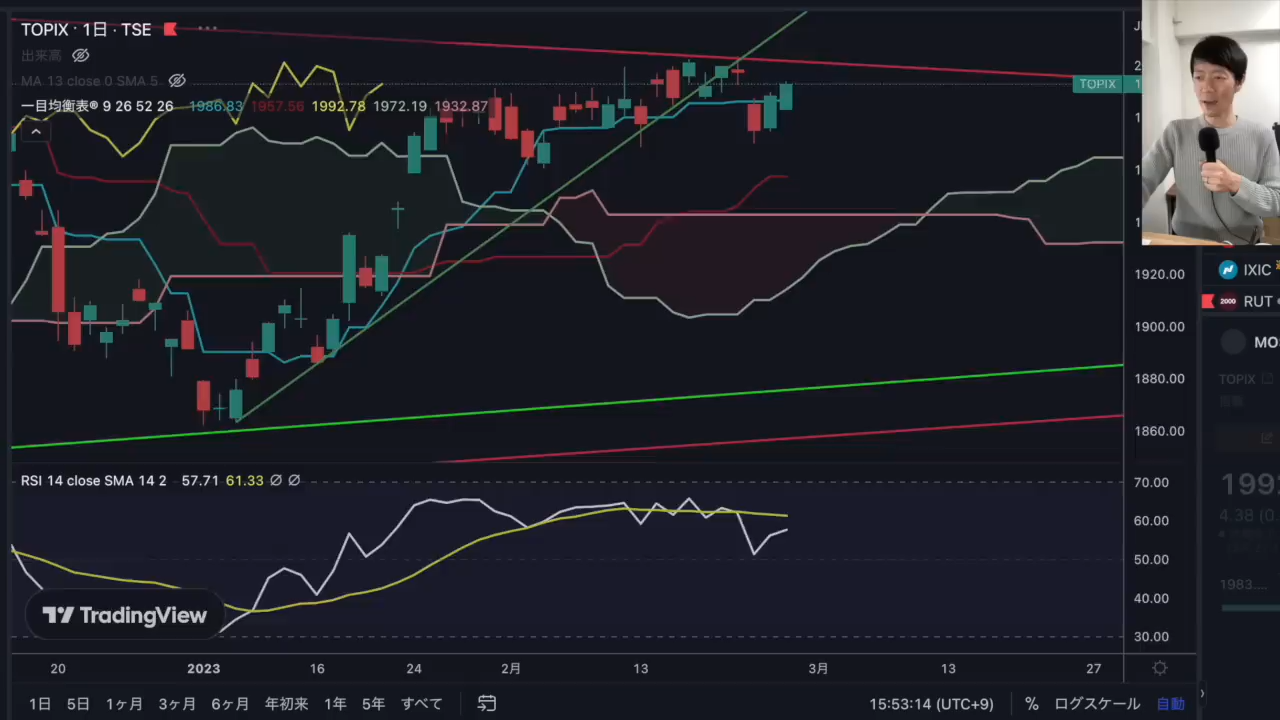 TOPIX · 1日 · TSE
出来高
MA 13 close 0 SMA 5
一目均衡表® 9 26 52 26 1986.83 1957.56 1992.78 1972.19 1932.87
TOPIX
1920.00
1900.00
1880.00
1860.00
IXIC
2000 RUT
TOPIX
4.38
1983....
RSI 14 close SMA 14 2 57.71 61.33
70.00
60.00
50.00
40.00
30.00
TradingView
20 2023 16 24 2月 13 3月 13 27
1日 5日 1ヶ月 3ヶ月 6ヶ月 年初来 1年 5年 すべて 15:53:14 (UTC+9) % ログスケール 自動